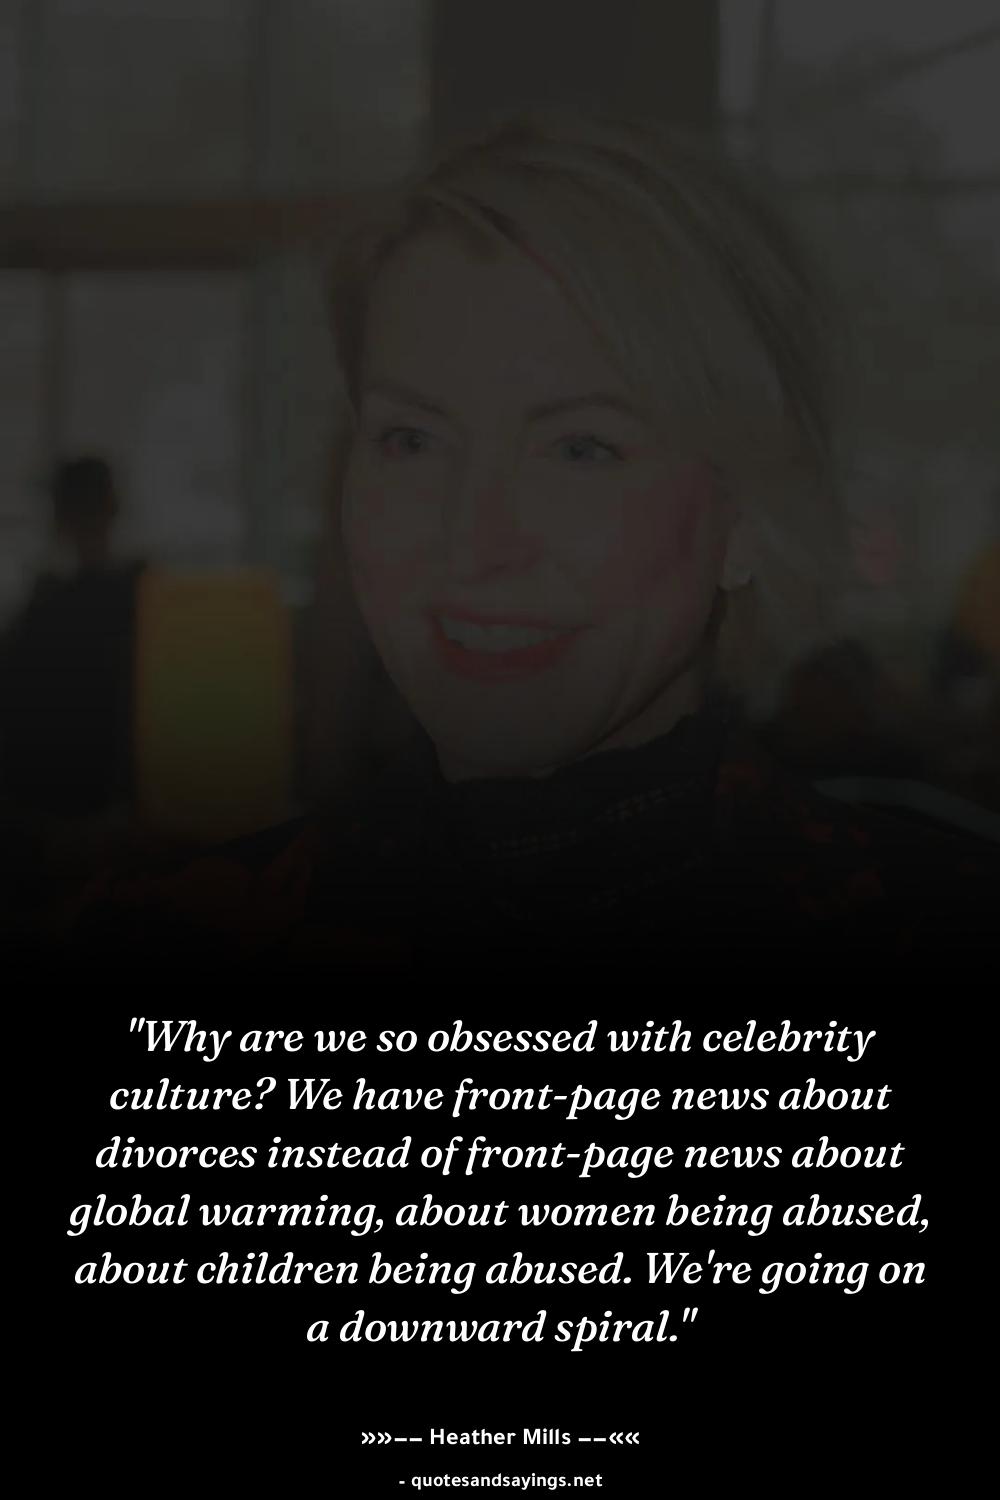 "Why are we so obsessed with celebrity
culture? We have front-page news about
divorces instead of front-page news about
global warming, about women being abused,
about children being abused. We're going on
a downward spiral."
»»−− Heather Mills −−««
- quotesandsayings.net